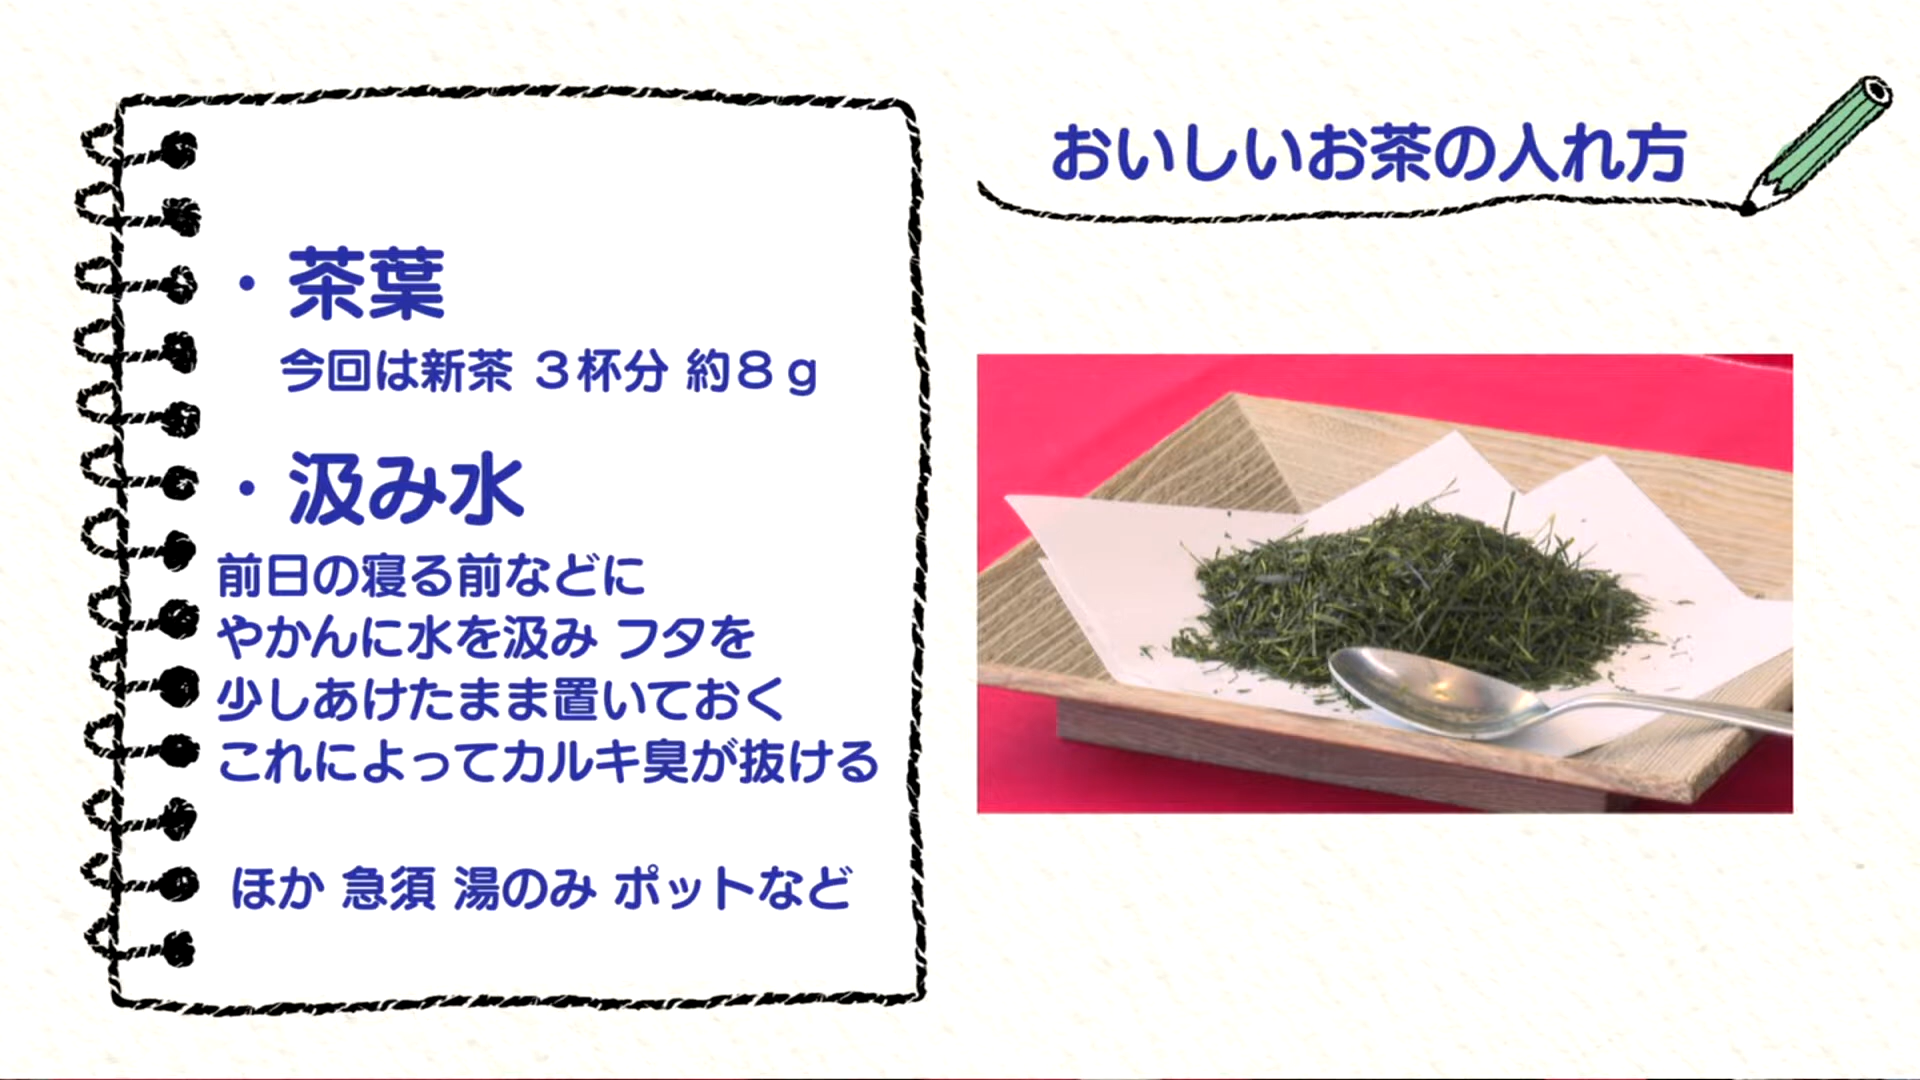 おいしいお茶の入れ方
・茶葉
今回は新茶 ３杯分 約８ｇ
・汲み水
前日の寝る前などに
やかんに水を汲み フタを
少しあけたまま置いておく
これによってカルキ臭が抜ける
ほか 急須 湯のみ ポットなど